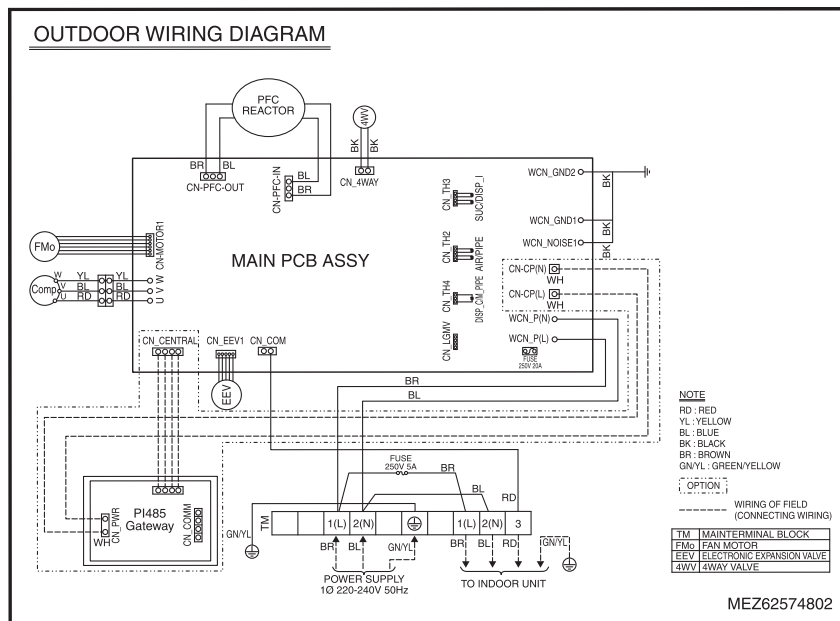 OUTDOOR WIRING DIAGRAM
PFC
REACTOR
4WV
BR
BL
BK
BK
CN-PFC-OUT
CN-PFC-IN
BL
BR
CN_4WAY
CN_TH3
SUC/DISP_I
WCN_GND2
BK
WCN_GND1
BK
WCN_NOISE1
BK
FMo
CN-MOTOR1
MAIN PCB ASSY
CN_TH2
AIR/PIPE
CN-CP(N)
WH
CN-CP(L)
WH
Comp
W
V
U
YL
BL
RD
YL
BL
RD
W
V
U
CN_TH4
DISP_C/M_PIPE
WCN_P(N)
WCN_P(L)
CN_LGMV
FUSE
250V 20A
CN_CENTRAL
CN_EEV1
CN_COM
EEV
BR
BL
NOTE
RD : RED
YL : YELLOW
BL : BLUE
BK : BLACK
BR : BROWN
GN/YL : GREEN/YELLOW
OPTION
WIRING OF FIELD
(CONNECTING WIRING)
FUSE
250V 5A
BR
BL
RD
PI485
Gateway
CN_PWR
WH
CN_COMM
GN/YL
TM
1(L)
2(N)
1(L)
2(N)
3
BR
BL
GN/YL
BR
BL
RD
GN/YL
POWER SUPPLY
1Ø 220-240V 50Hz
TO INDOOR UNIT
TM MAINTERMINAL BLOCK
FMo FAN MOTOR
EEV ELECTRONIC EXPANSION VALVE
4WV 4WAY VALVE
MEZ62574802